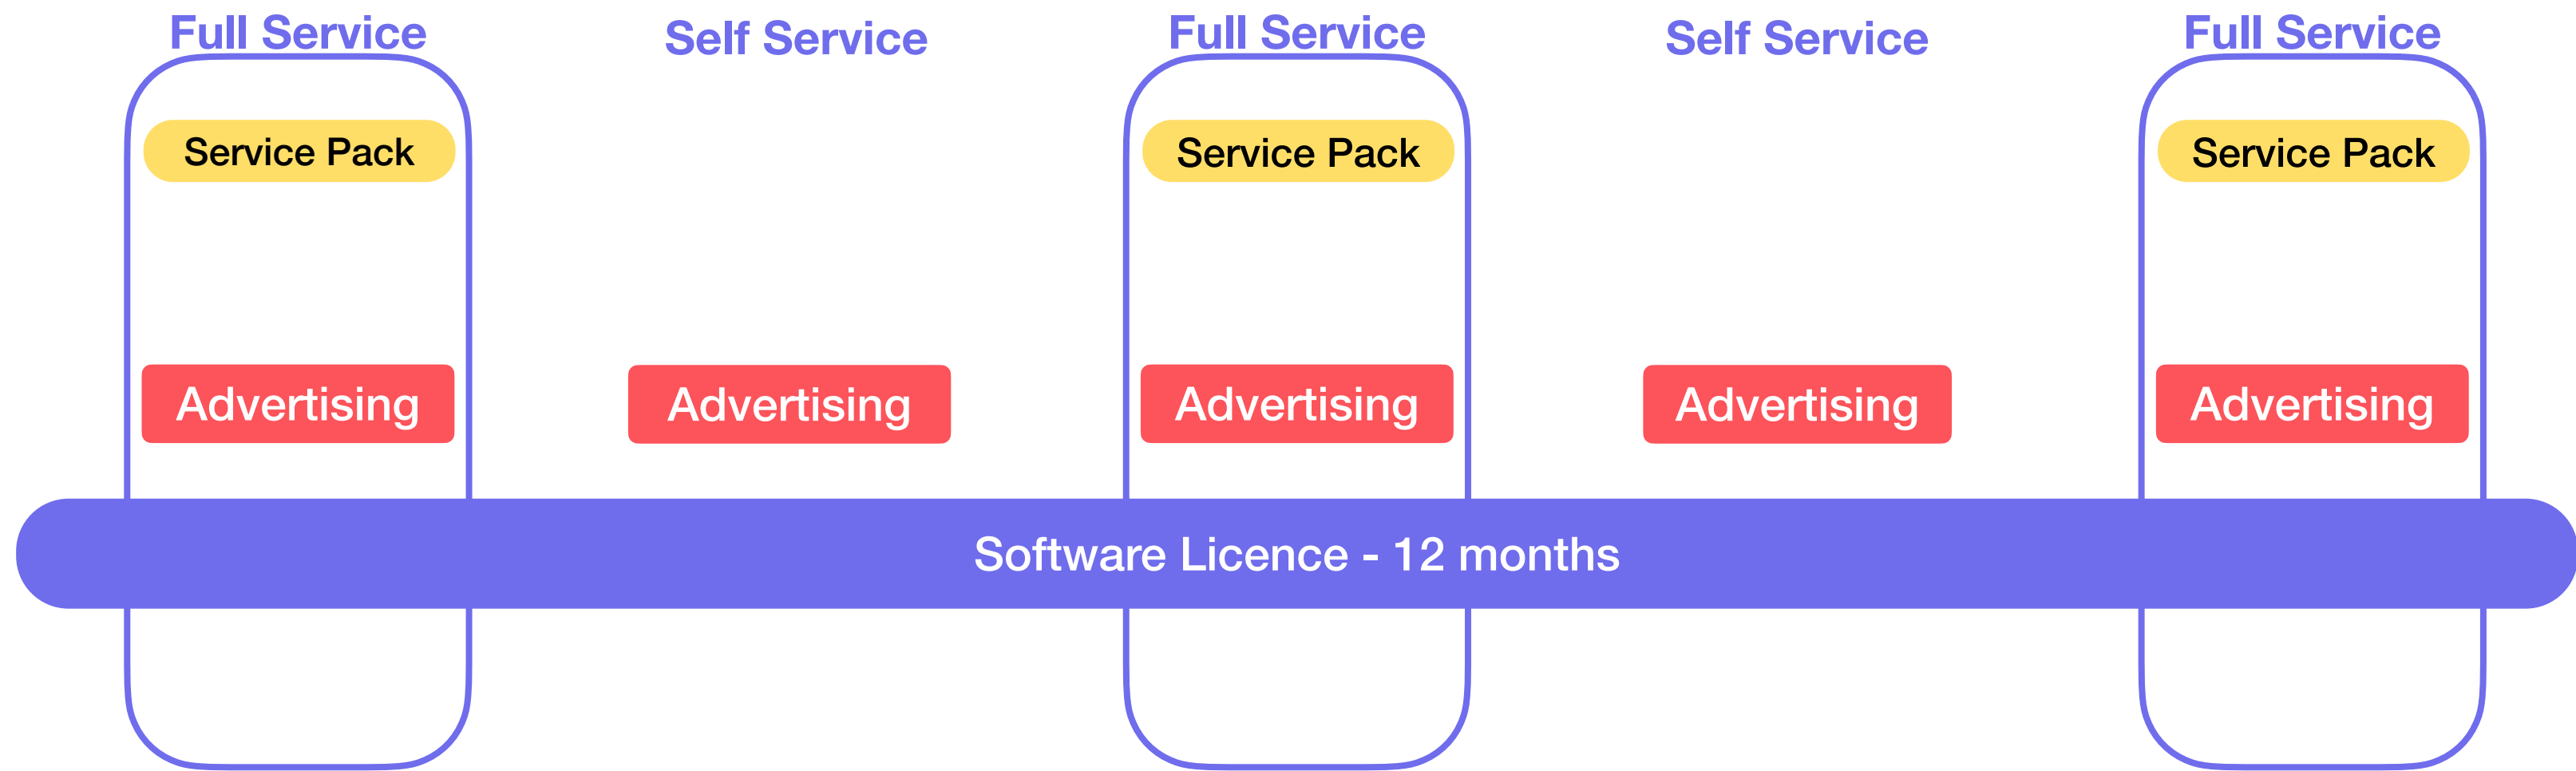 Full Service
Self Service
Full Service
Self Service
Full Service
Service Pack
Service Pack
Service Pack
Advertising
Advertising
Advertising
Advertising
Advertising
Software Licence - 12 months